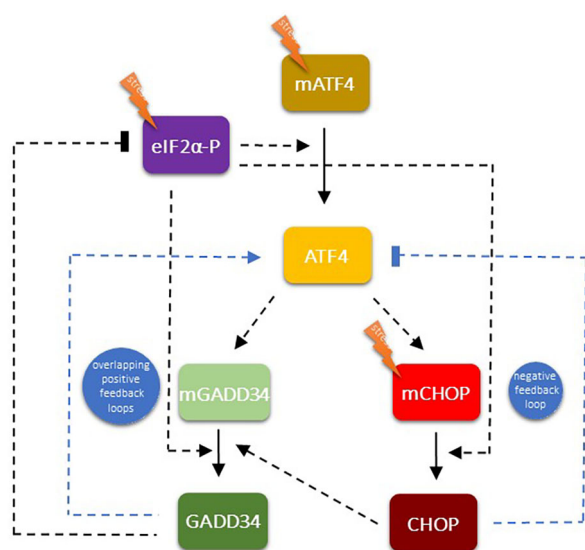 mATF4
eIF2α-P
ATF4
overlapping
positive
feedback
loops
mGADD34
mCHOP
negative
feedback
loop
GADD34
CHOP